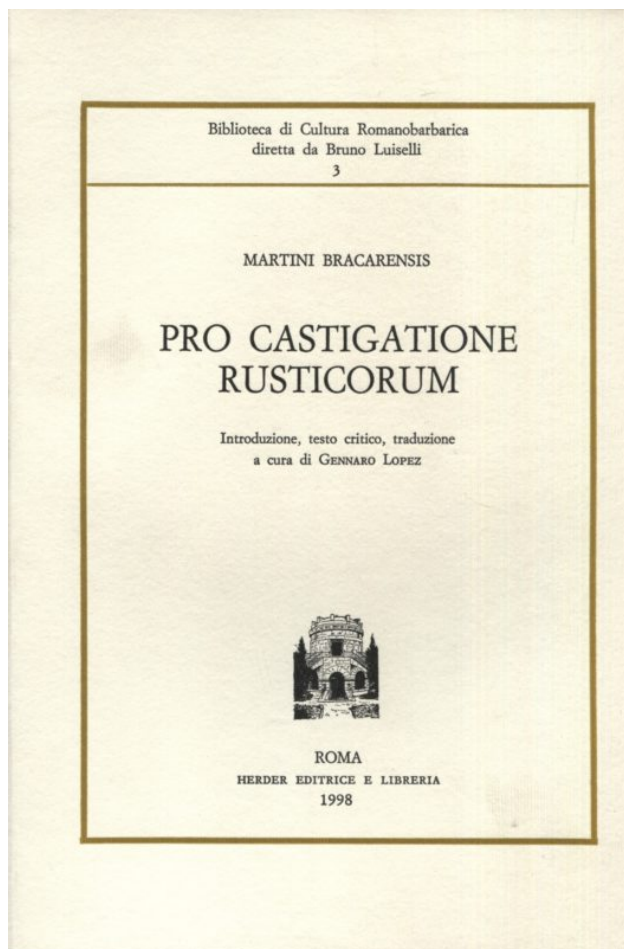 Biblioteca di Cultura Romanobarbarica
diretta da Bruno Luiselli
3
MARTINI BRACARENSIS
PRO CASTIGATIONE
RUSTICORUM
Introduzione, testo critico, traduzione
a cura di GENNARO LOPEZ
ROMA
HERDER EDITRICE E LIBRERIA
1998